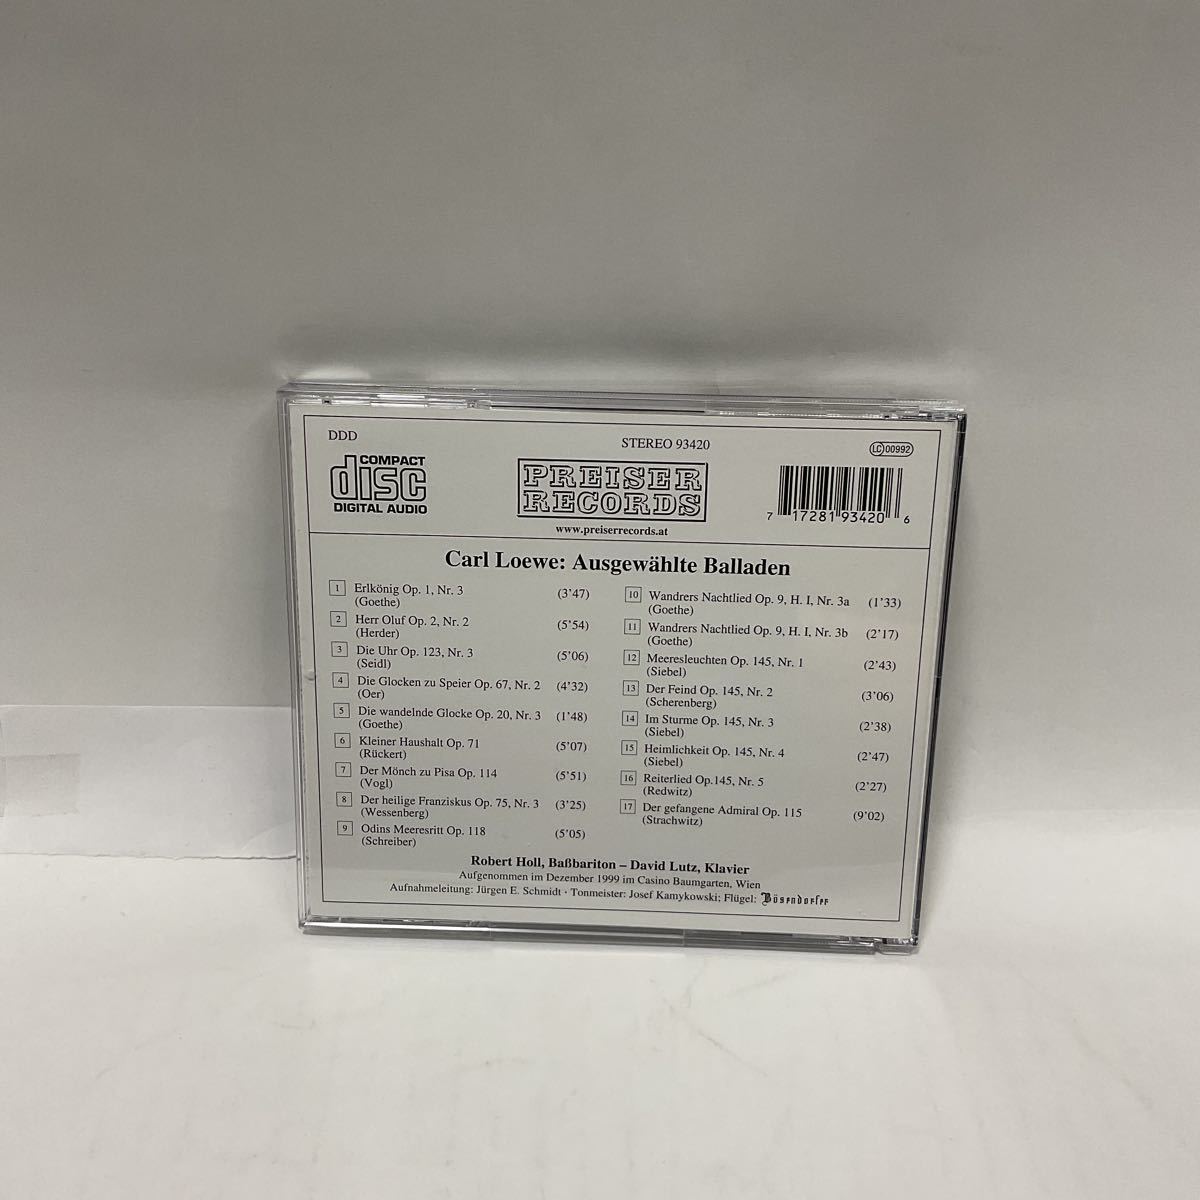 DDD
STEREO 93420
LC 00992
COMPACT
disc
DIGITAL AUDIO
PREISER
RECORDS
www.preiserrecords.at
7 17281 93420 6
Carl Loewe: Ausgewählte Balladen
1 Erlkönig Op. 1, Nr. 3 (3'47)
(Goethe)
2 Herr Oluf Op. 2, Nr. 2 (5'54)
(Herder)
3 Die Uhr Op. 123, Nr. 3 (5'06)
(Seidl)
4 Die Glocken zu Speier Op. 67, Nr. 2 (4'32)
(Oer)
5 Die wandelnde Glocke Op. 20, Nr. 3 (1'48)
(Goethe)
6 Kleiner Haushalt Op. 71 (5'07)
(Rückert)
7 Der Mönch zu Pisa Op. 114 (5'51)
(Vogl)
8 Der heilige Franziskus Op. 75, Nr. 3 (3'25)
(Wessenberg)
9 Odins Meeresritt Op. 118 (5'05)
(Schreiber)
10 Wandrers Nachtlied Op. 9, H. I, Nr. 3a (1'33)
(Goethe)
11 Wandrers Nachtlied Op. 9, H. I, Nr. 3b (2'17)
(Goethe)
12 Meeresleuchten Op. 145, Nr. 1 (2'43)
(Siebel)
13 Der Feind Op. 145, Nr. 2 (3'06)
(Scherenberg)
14 Im Sturme Op. 145, Nr. 3 (2'38)
(Siebel)
15 Heimlichkeit Op. 145, Nr. 4 (2'47)
(Siebel)
16 Reiterlied Op.145, Nr. 5 (2'27)
(Redwitz)
17 Der gefangene Admiral Op. 115 (9'02)
(Strachwitz)
Robert Holl, Baßbariton – David Lutz, Klavier
Aufgenommen im Dezember 1999 im Casino Baumgarten, Wien
Aufnahmeleitung: Jürgen E. Schmidt · Tonmeister: Josef Kamykowski; Flügel: Bösendorfer